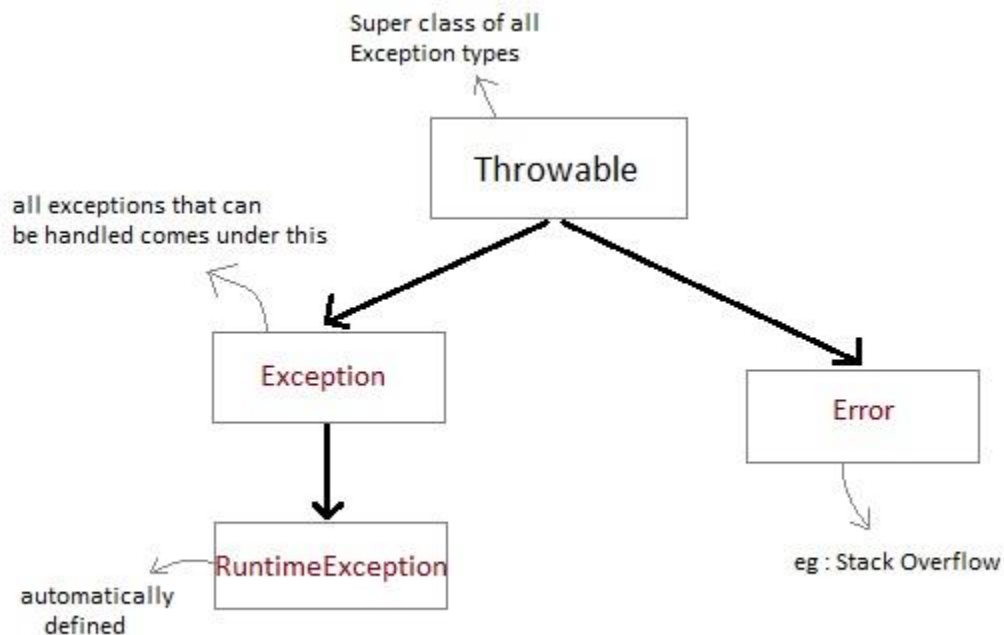 Super class of all
Exception types
Throwable
all exceptions that can
be handled comes under this
Exception
Error
RuntimeException
automatically
defined
eg : Stack Overflow